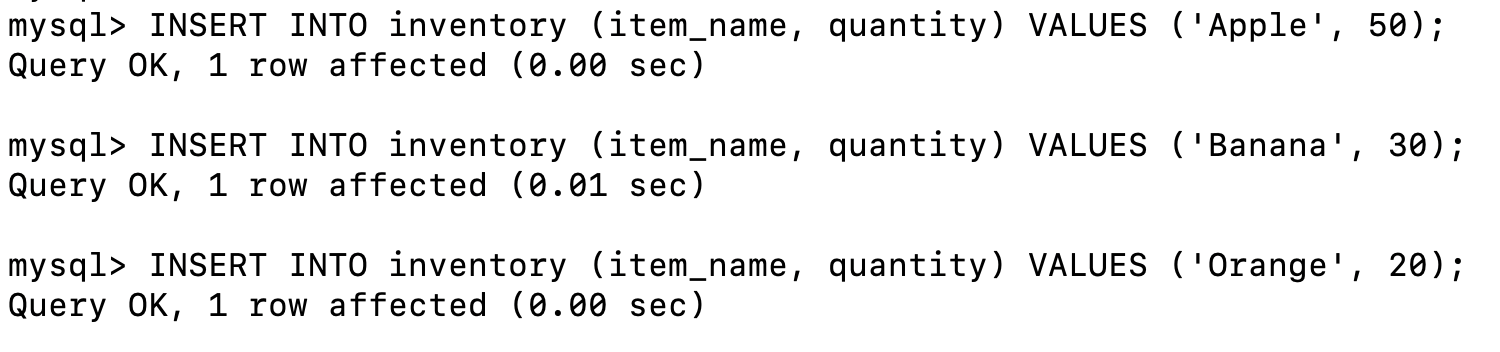 mysql> INSERT INTO inventory (item_name, quantity) VALUES ('Apple', 50);
Query OK, 1 row affected (0.00 sec)
mysql> INSERT INTO inventory (item_name, quantity) VALUES ('Banana', 30);
Query OK, 1 row affected (0.01 sec)
mysql> INSERT INTO inventory (item_name, quantity) VALUES ('Orange', 20);
Query OK, 1 row affected (0.00 sec)